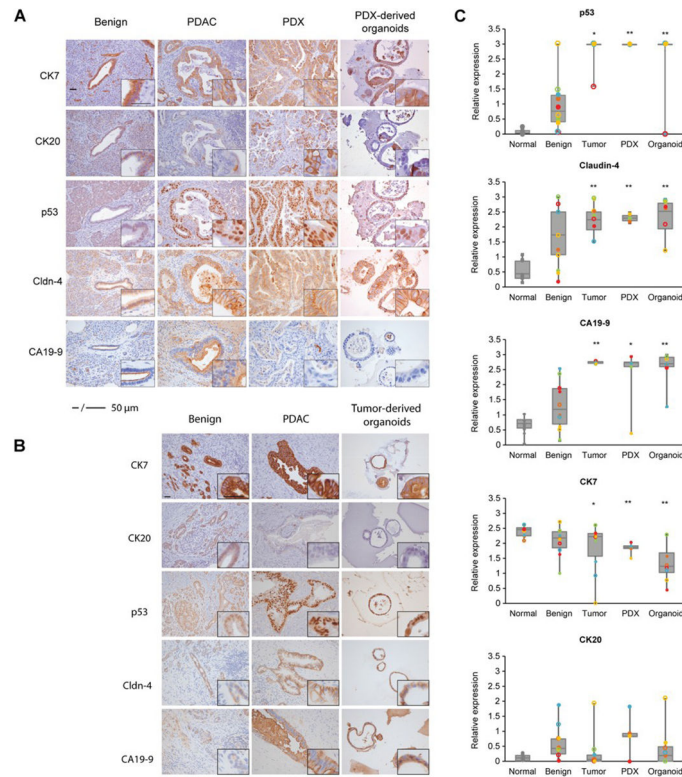 A
Benign
PDAC
PDX
PDX-derived
organoids
CK7
CK20
p53
Cldn-4
CA19-9
50 µm
B
Benign
PDAC
Tumor-derived
organoids
CK7
CK20
p53
Cldn-4
CA19-9
C
p53
Relative expression
3.5
3
2.5
2
1.5
1
0.5
0
* ** **
Normal Benign Tumor PDX Organoid
Claudin-4
Relative expression
3.5
3
2.5
2
1.5
1
0.5
0
** ** **
Normal Benign Tumor PDX Organoid
CA19-9
Relative expression
3.5
3
2.5
2
1.5
1
0.5
0
** * **
Normal Benign Tumor PDX Organoid
CK7
Relative expression
3.5
3
2.5
2
1.5
1
0.5
0
* ** **
Normal Benign Tumor PDX Organoid
CK20
Relative expression
3.5
3
2.5
2
1.5
1
0.5
0
Normal Benign Tumor PDX Organoid